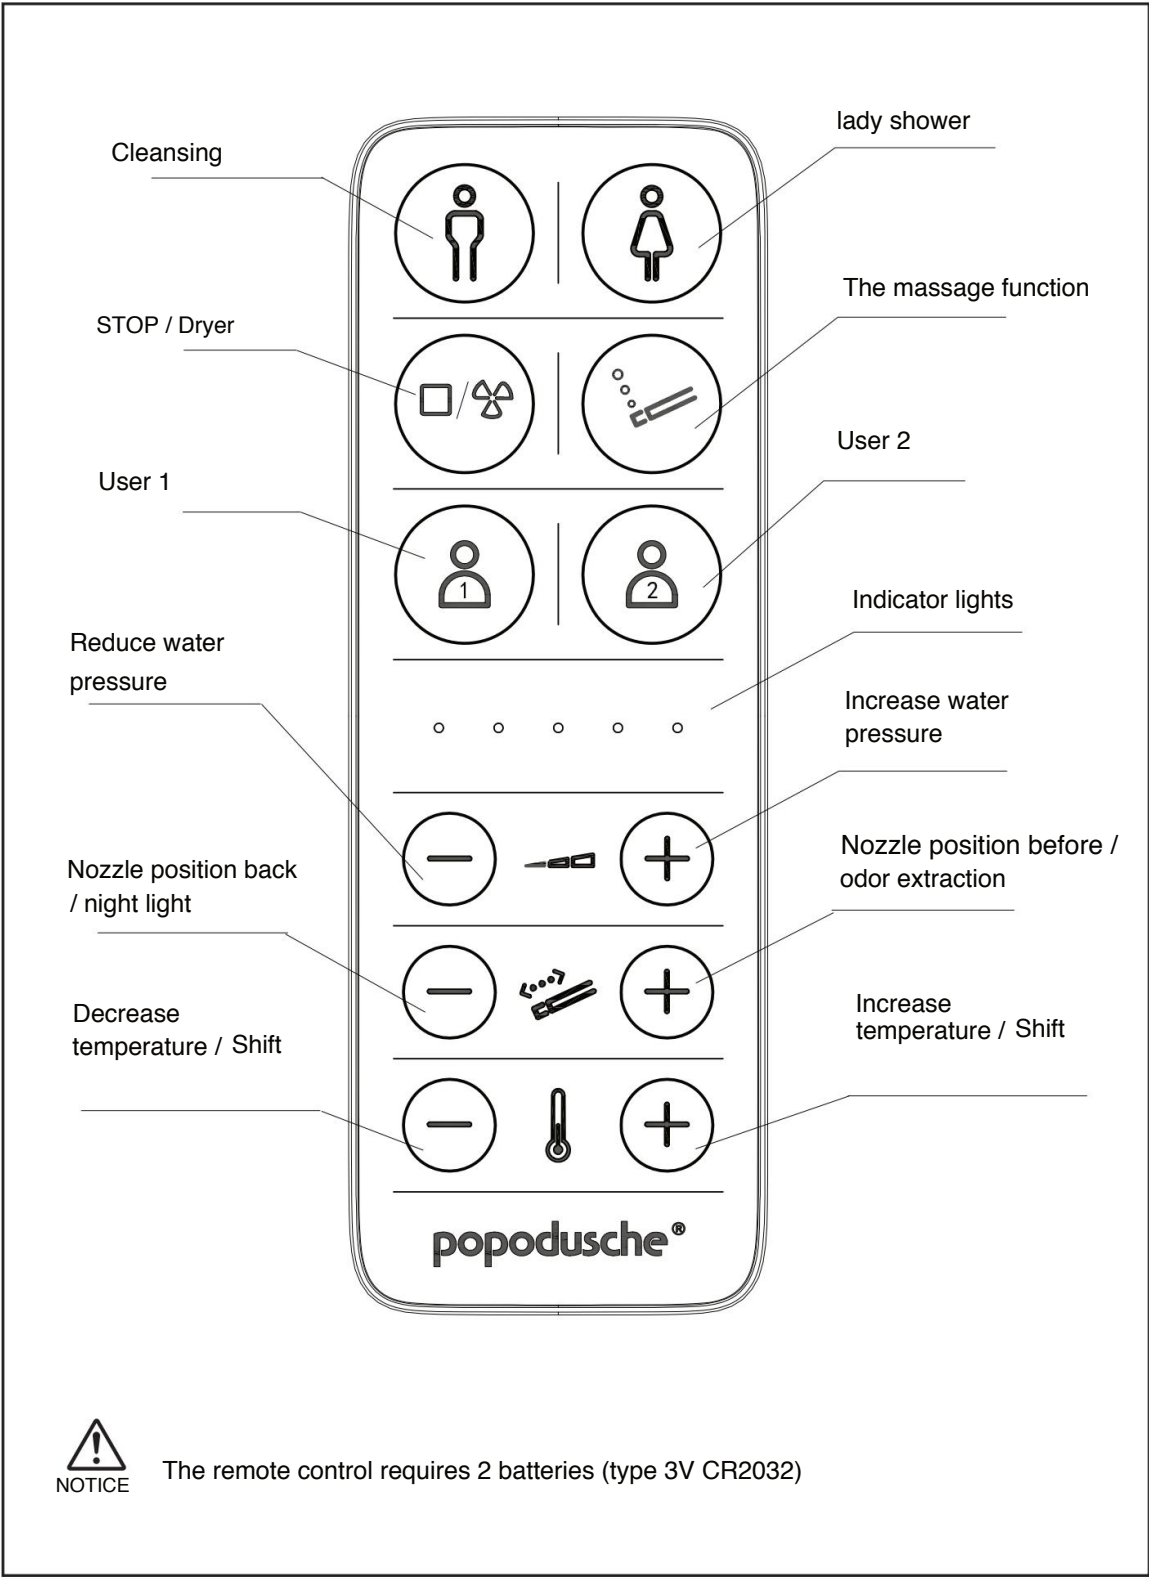 lady shower
Cleansing
The massage function
STOP / Dryer
User 2
User 1
1
2
Indicator lights
Reduce water
pressure
Increase water
pressure
Nozzle position before /
odor extraction
Nozzle position back
/ night light
Increase
temperature / Shift
Decrease
temperature / Shift
popodusche®
NOTICE
The remote control requires 2 batteries (type 3V CR2032)